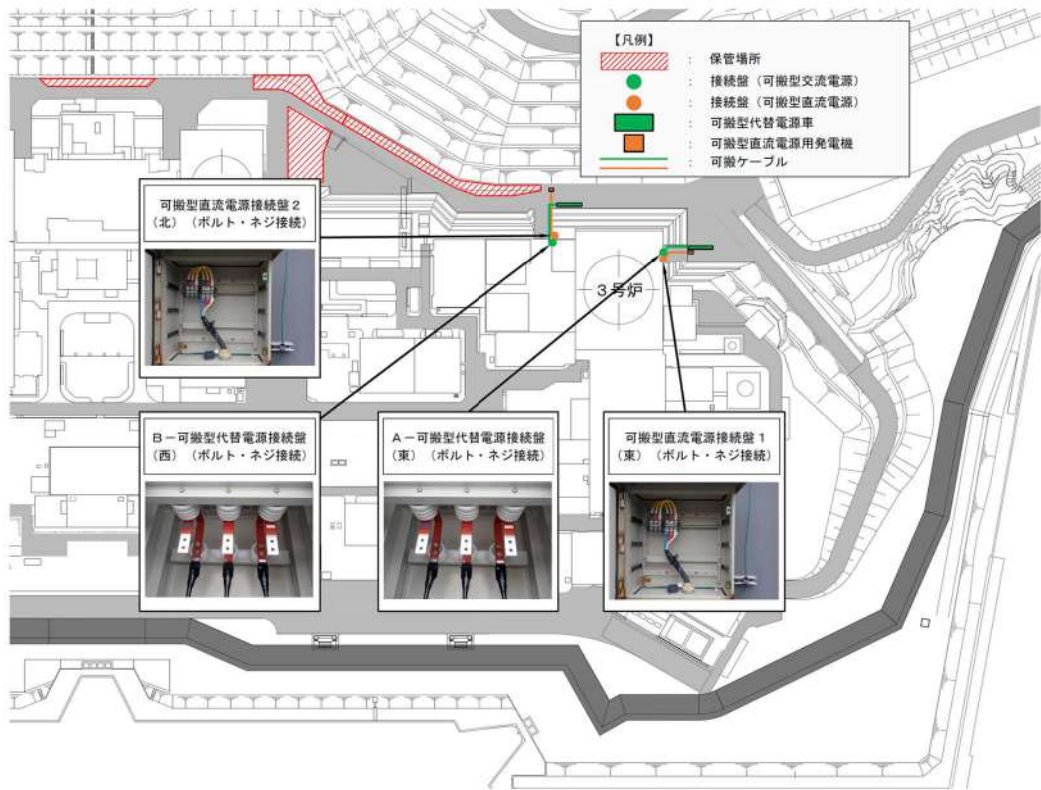 【凡例】
： 保管場所
： 接続盤（可搬型交流電源）
： 接続盤（可搬型直流電源）
： 可搬型代替電源車
： 可搬型直流電源用発電機
： 可搬ケーブル
可搬型直流電源接続盤２
（北）（ボルト・ネジ接続）
３号炉
Ｂ－可搬型代替電源接続盤
（西）（ボルト・ネジ接続）
Ａ－可搬型代替電源接続盤
（東）（ボルト・ネジ接続）
可搬型直流電源接続盤１
（東）（ボルト・ネジ接続）